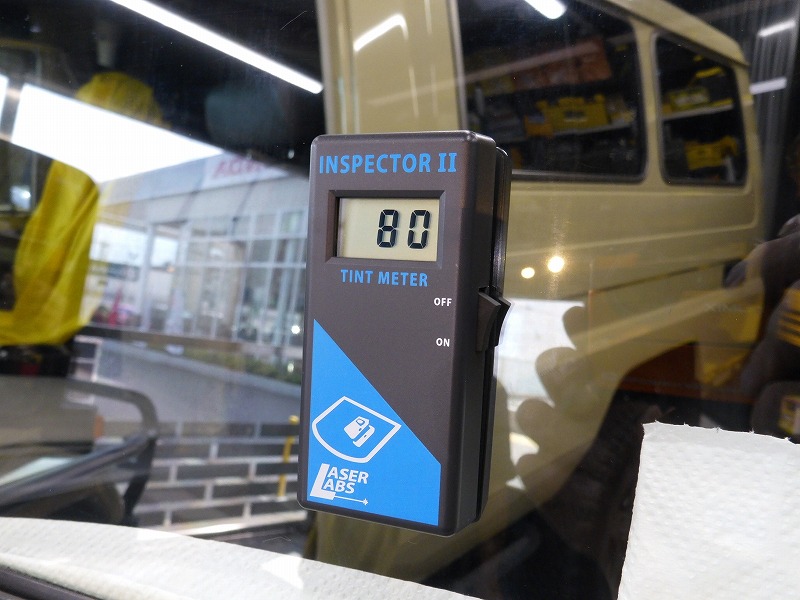 INSPECTOR II
80
TINT METER
OFF
ON
LASER
LABS